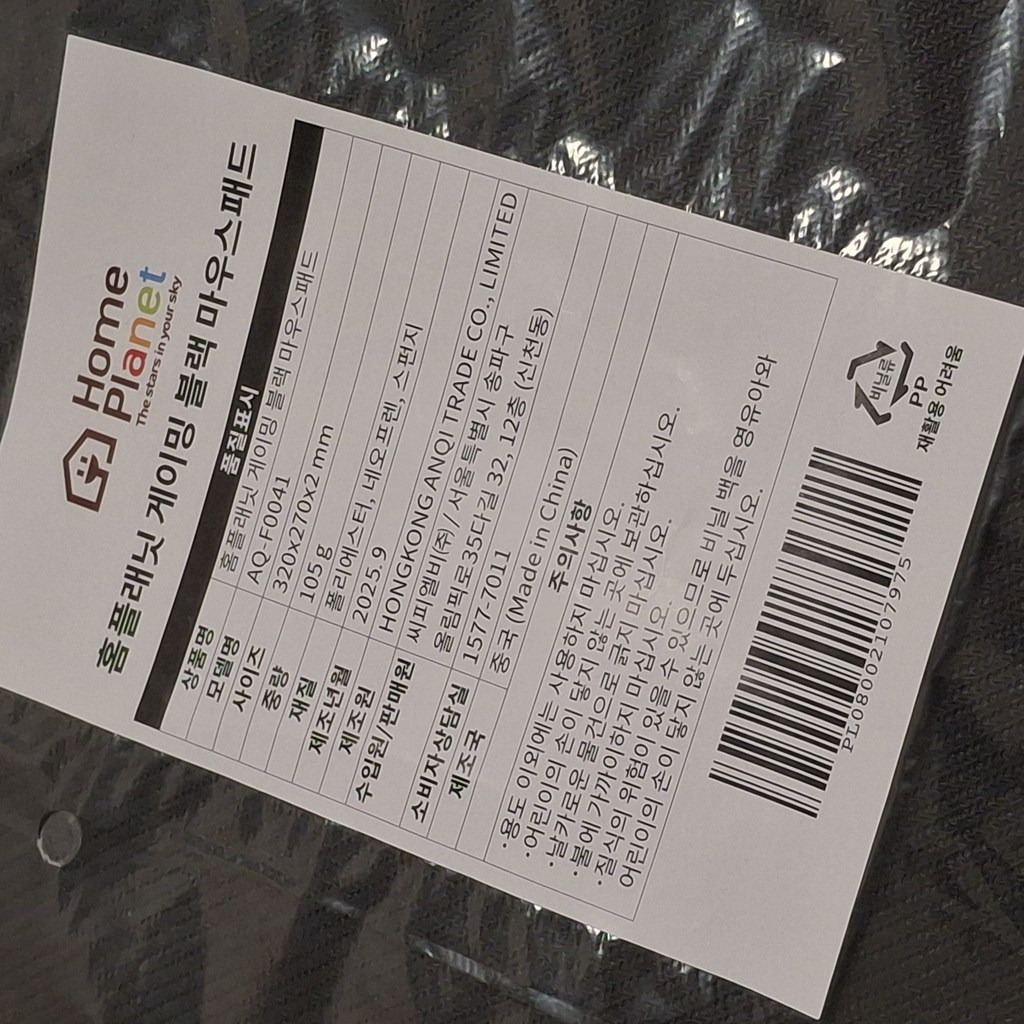 Home
Planet
The stars in your sky
홈플래닛 게이밍 블랙 마우스패드
품질표시
상품명 홈플래닛 게이밍 블랙 마우스패드
모델명 AQ-F0041
사이즈 320x270x2 mm
중량 105 g
재질 폴리에스터, 네오프렌, 스펀지
제조년월 2025. 9
제조원 HONGKONG ANQI TRADE CO., LIMITED
수입원/판매원 씨피엘비(주) / 서울특별시 송파구
올림픽로35다길 32, 12층 (신천동)
소비자상담실 1577-7011
제조국 중국 (Made in China)
주의사항
·용도 이외에는 사용하지 마십시오.
·어린이의 손이 닿지 않는 곳에 보관하십시오.
·날카로운 물건으로 긁지 마십시오.
·불에 가까이하지 마십시오.
·질식의 위험이 있을 수 있으므로 비닐 백을 영유아와
어린이의 손이 닿지 않는 곳에 두십시오.
PL080002107975
비닐류
PP
재활용 어려움